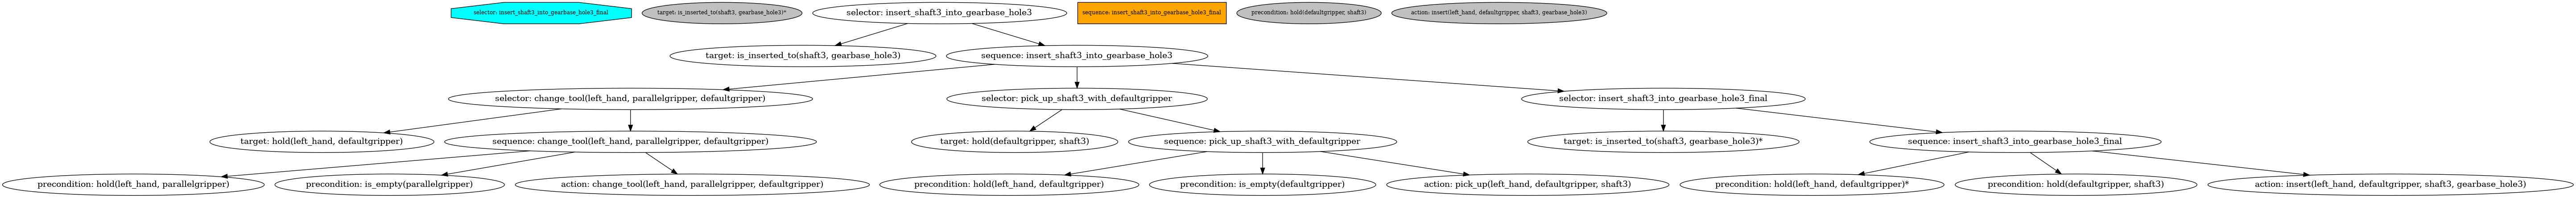 selector: insert_shaft3_into_gearbase_hole3_final
target: is_inserted_to(shaft3, gearbase_hole3)*
selector: insert_shaft3_into_gearbase_hole3
sequence: insert_shaft3_into_gearbase_hole3_final
precondition: hold(defaultgripper, shaft3)
action: insert(left_hand, defaultgripper, shaft3, gearbase_hole3)
target: is_inserted_to(shaft3, gearbase_hole3)
sequence: insert_shaft3_into_gearbase_hole3
selector: change_tool(left_hand, parallelgripper, defaultgripper)
selector: pick_up_shaft3_with_defaultgripper
selector: insert_shaft3_into_gearbase_hole3_final
target: hold(left_hand, defaultgripper)
sequence: change_tool(left_hand, parallelgripper, defaultgripper)
target: hold(defaultgripper, shaft3)
sequence: pick_up_shaft3_with_defaultgripper
target: is_inserted_to(shaft3, gearbase_hole3)*
sequence: insert_shaft3_into_gearbase_hole3_final
precondition: hold(left_hand, parallelgripper)
precondition: is_empty(parallelgripper)
action: change_tool(left_hand, parallelgripper, defaultgripper)
precondition: hold(left_hand, defaultgripper)
precondition: is_empty(defaultgripper)
action: pick_up(left_hand, defaultgripper, shaft3)
precondition: hold(left_hand, defaultgripper)*
precondition: hold(defaultgripper, shaft3)
action: insert(left_hand, defaultgripper, shaft3, gearbase_hole3)